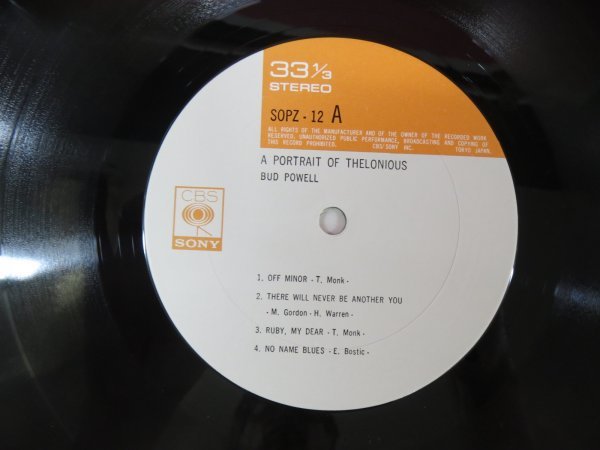 33 1/3
STEREO
SOPZ・12 A
ALL RIGHTS OF THE MANUFACTURER AND OF THE OWNER OF THE RECORDED WORK
RESERVED. UNAUTHORIZED PUBLIC PERFORMANCE, BROADCASTING AND COPYING OF
THIS RECORD PROHIBITED. CBS/SONY INC. TOKYO JAPAN.
A PORTRAIT OF THELONIOUS
BUD POWELL
CBS
SONY
1. OFF MINOR・T. Monk・
2. THERE WILL NEVER BE ANOTHER YOU
・M. Gordon・H. Warren・
3. RUBY, MY DEAR・T. Monk・
4. NO NAME BLUES・E. Bostic・